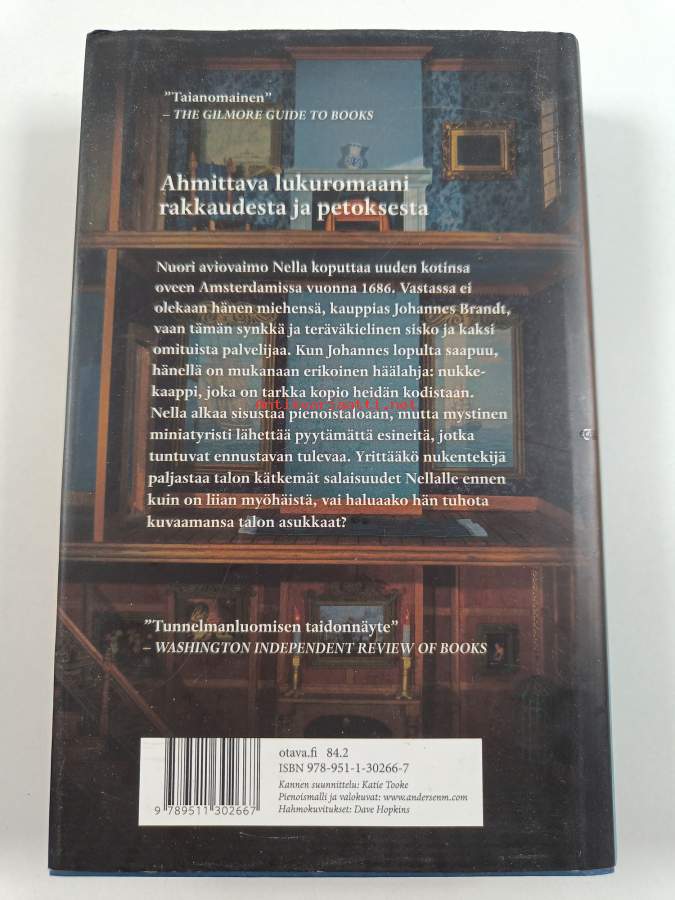 ”Taianomainen”
– THE GILMORE GUIDE TO BOOKS
Ahmittava lukuromaani
rakkaudesta ja petoksesta
Nuori aviovaimo Nella koputtaa uuden kotinsa
oveen Amsterdamissa vuonna 1686. Vastassa ei
olekaan hänen miehensä, kauppias Johannes Brandt,
vaan tämän synkkä ja teräväkielinen sisko ja kaksi
omituista palvelijaa. Kun Johannes lopulta saapuu,
hänellä on mukanaan erikoinen häälahja: nukke-
kaappi, joka on tarkka kopio heidän kodistaan.
antikvariaatti.net
Nella alkaa sisustaa pienoistaloaan, mutta mystinen
miniatyristi lähettää pyytämättä esineitä, jotka
tuntuvat ennustavan tulevaa. Yrittääkö nukentekijä
paljastaa talon kätkemät salaisuudet Nellalle ennen
kuin on liian myöhäistä, vai haluaako hän tuhota
kuvaamansa talon asukkaat?
”Tunnelmanluomisen taidonnäyte”
– WASHINGTON INDEPENDENT REVIEW OF BOOKS
otava.fi 84.2
ISBN 978-951-1-30266-7
Kannen suunnittelu: Katie Tooke
Pienoismalli ja valokuvat: www.andersenm.com
Hahmokuvitukset: Dave Hopkins
9 789511 302667